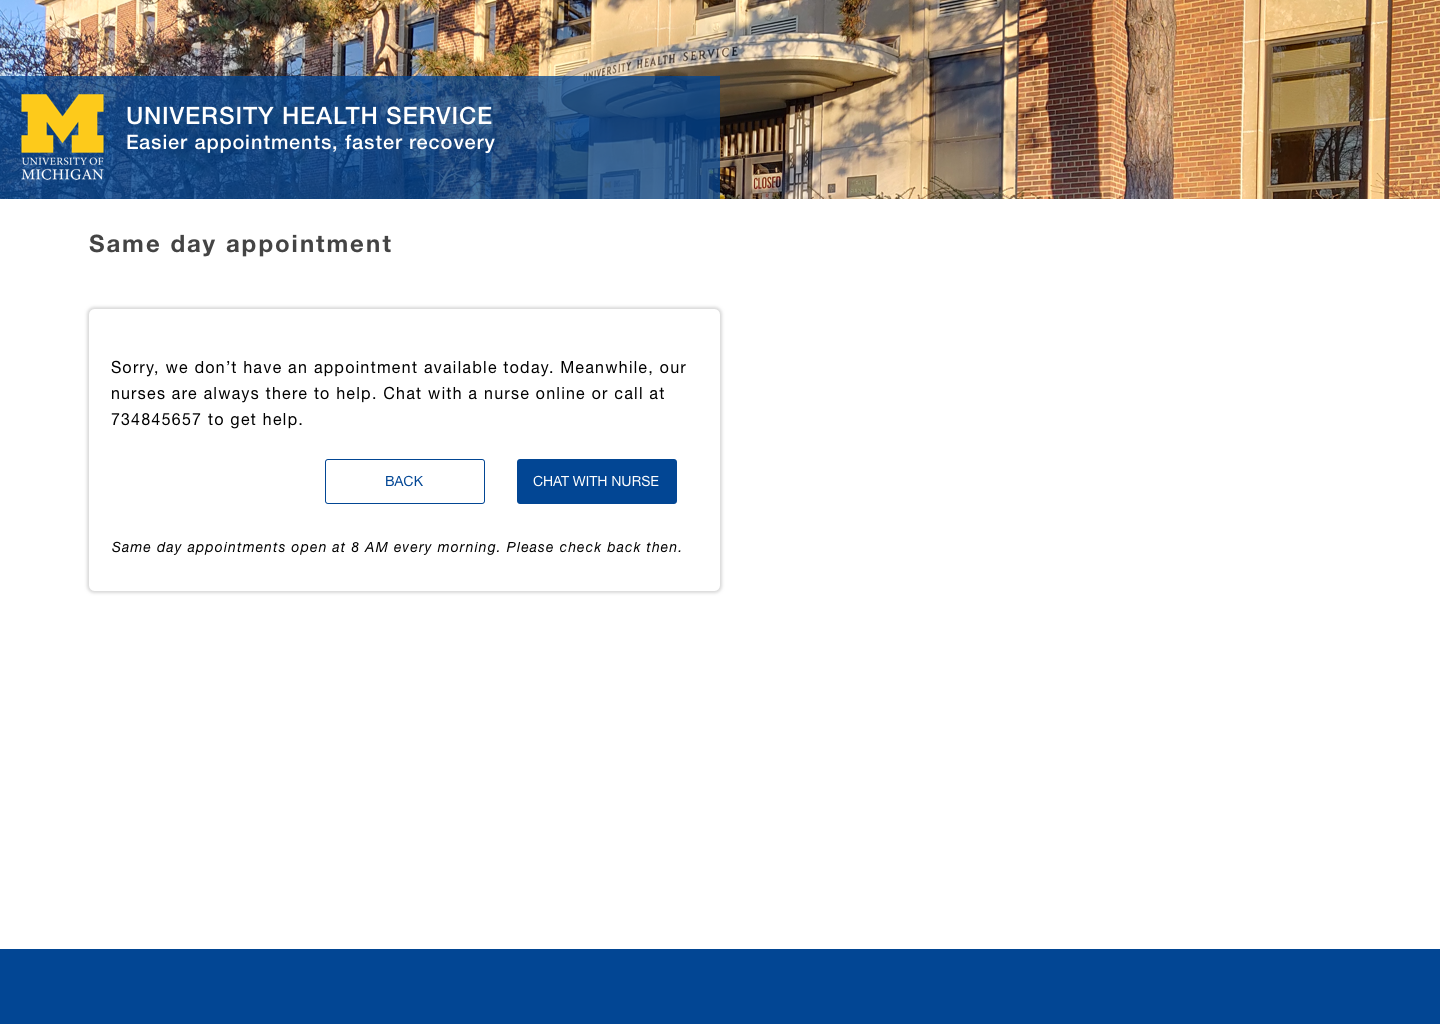 UNIVERSITY HEALTH SERVICE
UNIVERSITY HEALTH SERVICE
Easier appointments, faster recovery
UNIVERSITY OF
MICHIGAN
CLOSED
Same day appointment
Sorry, we don’t have an appointment available today. Meanwhile, our
nurses are always there to help. Chat with a nurse online or call at
734845657 to get help.
BACK
CHAT WITH NURSE
Same day appointments open at 8 AM every morning. Please check back then.